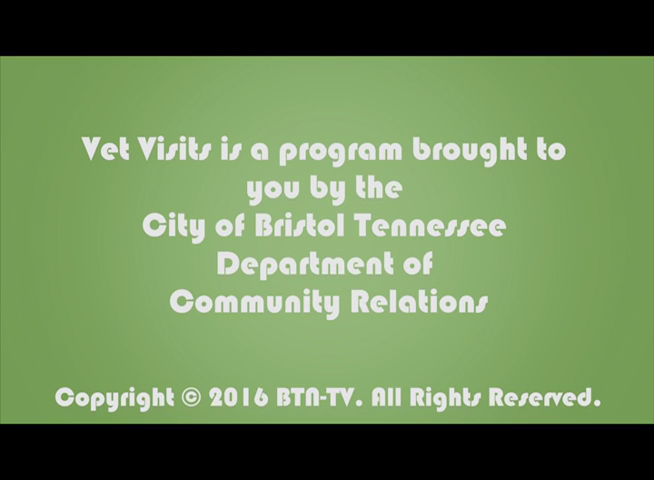 Vet Visits is a program brought to
you by the
City of Bristol Tennessee
Department of
Community Relations
Copyright © 2016 BTN-TV. All Rights Reserved.